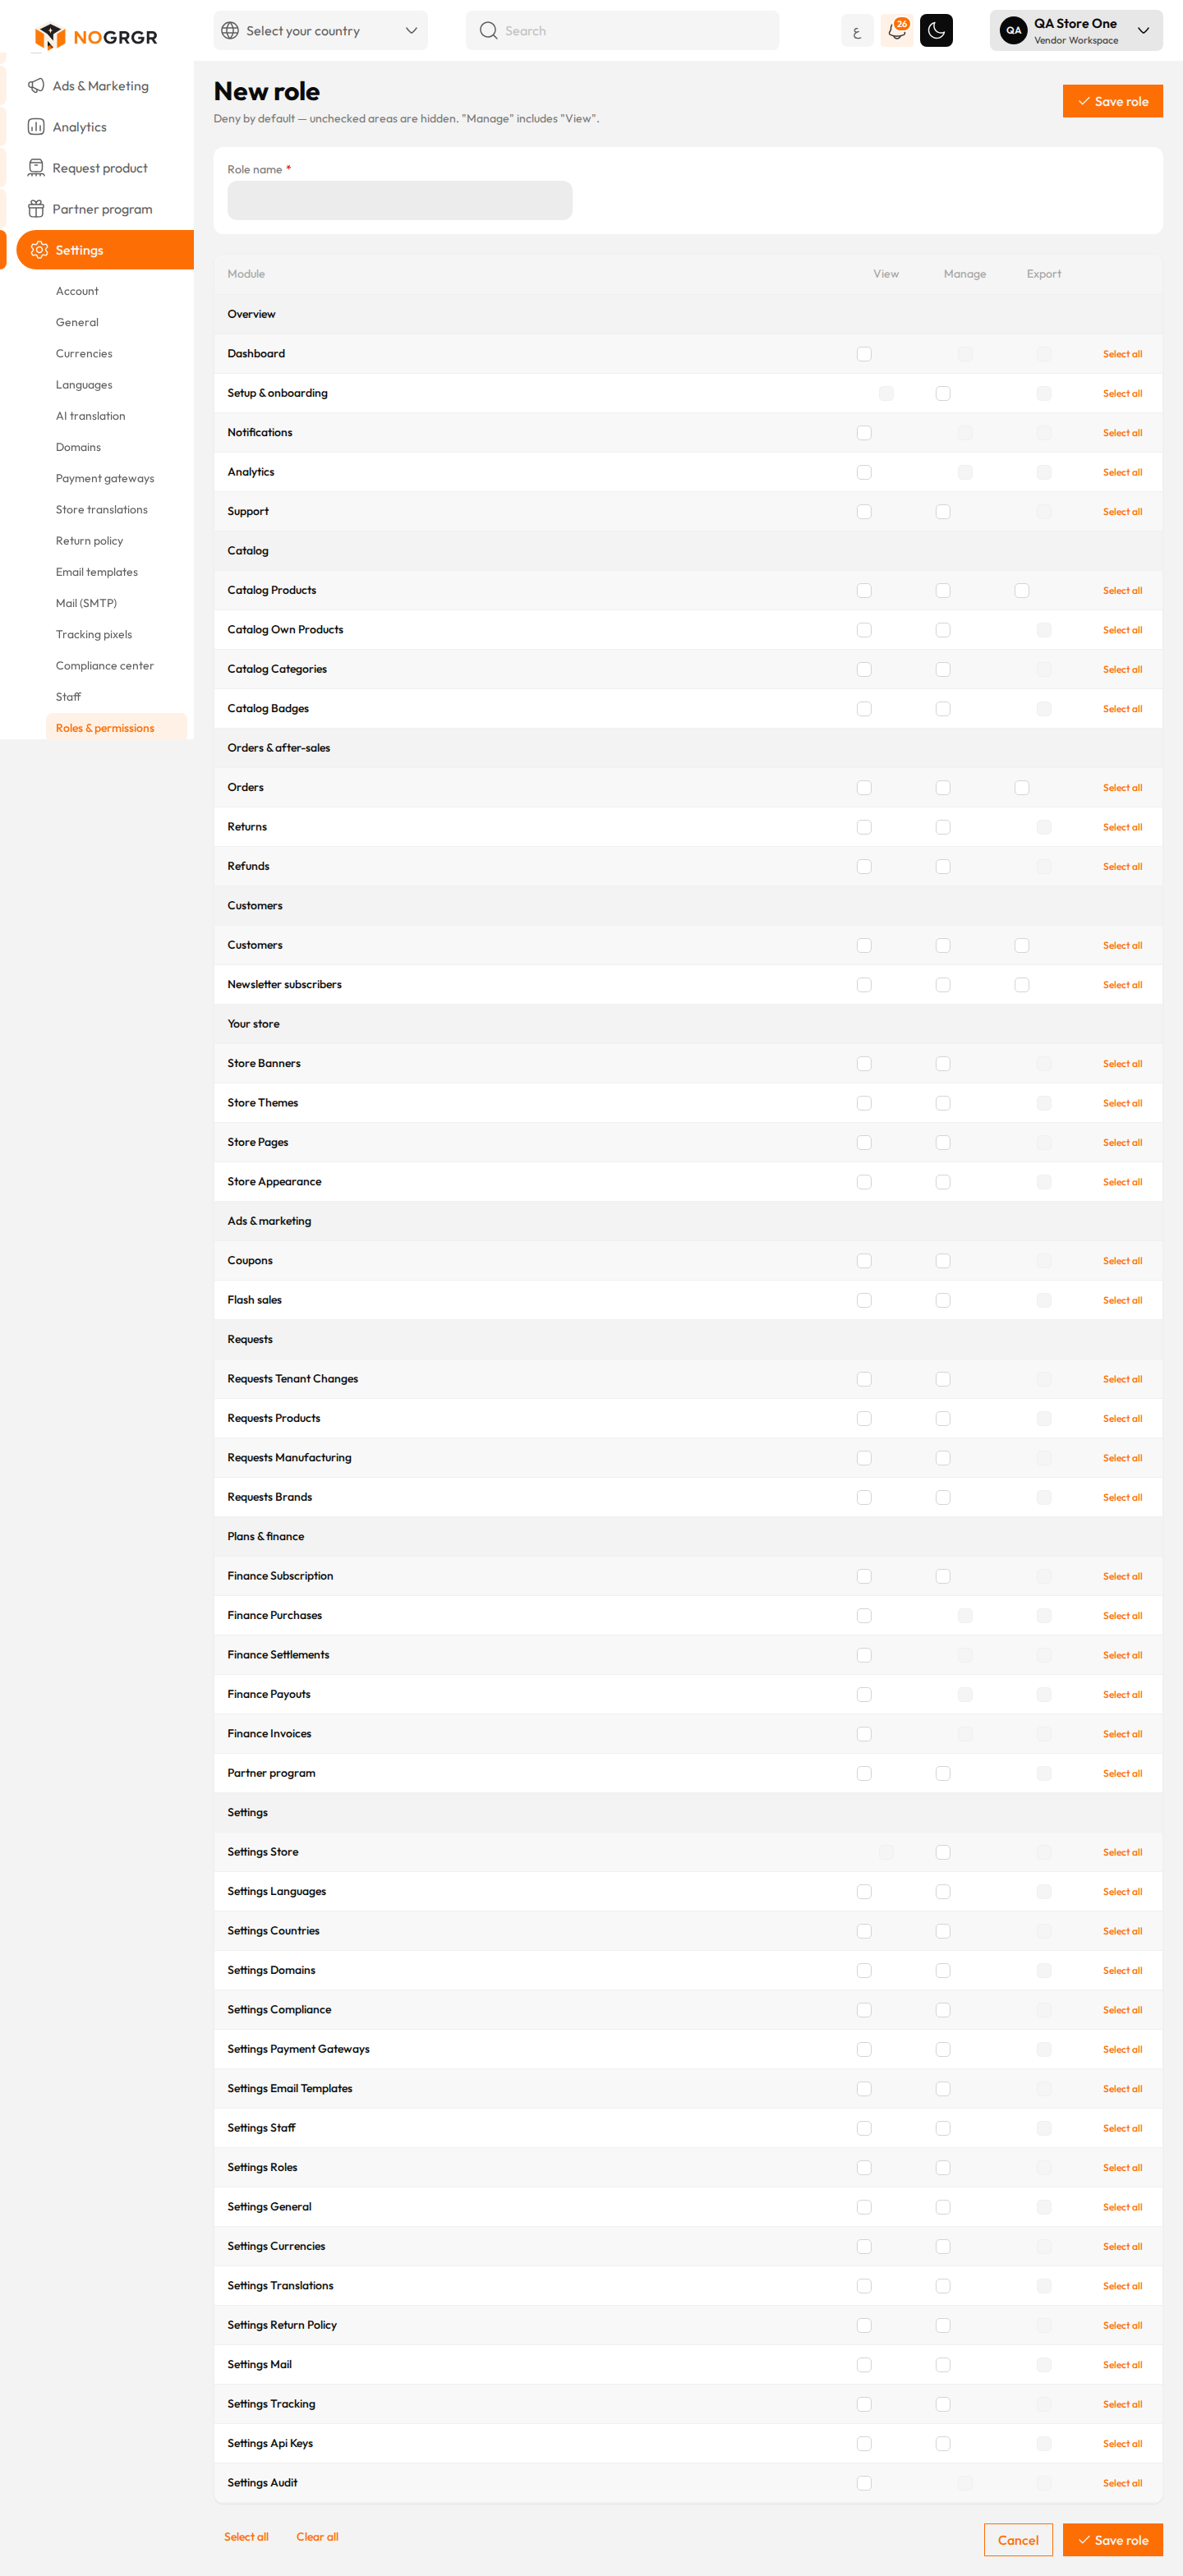 NOGRGR
Select your country
Search
ع
26
QA
QA Store One
Vendor Workspace
Ads & Marketing
Analytics
Request product
Partner program
Settings
Account
General
Currencies
Languages
AI translation
Domains
Payment gateways
Store translations
Return policy
Email templates
Mail (SMTP)
Tracking pixels
Compliance center
Staff
Roles & permissions
New role
Deny by default — unchecked areas are hidden. "Manage" includes "View".
Save role
Role name *
Module View Manage Export
Overview
Dashboard Select all
Setup & onboarding Select all
Notifications Select all
Analytics Select all
Support Select all
Catalog
Catalog Products Select all
Catalog Own Products Select all
Catalog Categories Select all
Catalog Badges Select all
Orders & after-sales
Orders Select all
Returns Select all
Refunds Select all
Customers
Customers Select all
Newsletter subscribers Select all
Your store
Store Banners Select all
Store Themes Select all
Store Pages Select all
Store Appearance Select all
Ads & marketing
Coupons Select all
Flash sales Select all
Requests
Requests Tenant Changes Select all
Requests Products Select all
Requests Manufacturing Select all
Requests Brands Select all
Plans & finance
Finance Subscription Select all
Finance Purchases Select all
Finance Settlements Select all
Finance Payouts Select all
Finance Invoices Select all
Partner program Select all
Settings
Settings Store Select all
Settings Languages Select all
Settings Countries Select all
Settings Domains Select all
Settings Compliance Select all
Settings Payment Gateways Select all
Settings Email Templates Select all
Settings Staff Select all
Settings Roles Select all
Settings General Select all
Settings Currencies Select all
Settings Translations Select all
Settings Return Policy Select all
Settings Mail Select all
Settings Tracking Select all
Settings Api Keys Select all
Settings Audit Select all
Select all Clear all Cancel Save role